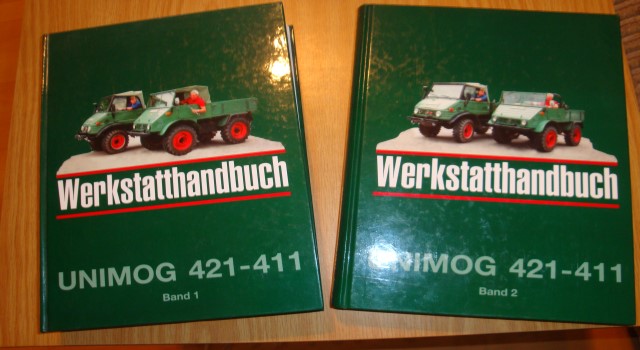 Werkstatthandbuch
UNIMOG 421-411
Band 1
Werkstatthandbuch
UNIMOG 421-411
Band 2